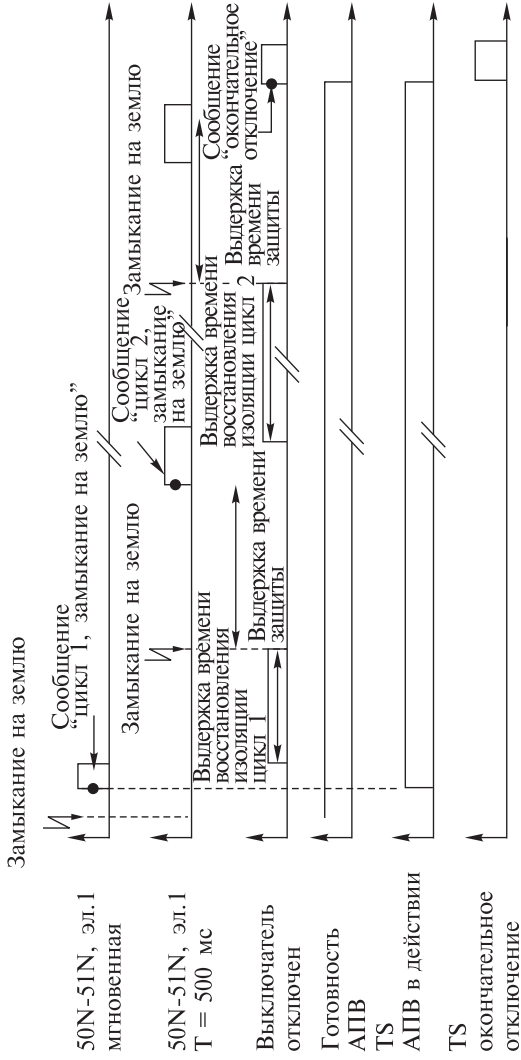 Замыкание на землю
50N-51N, эл.1
мгновенная
Сообщение
“цикл 1, замыкание на землю”
50N-51N, эл.1
T = 500 мс
Замыкание на землю
Сообщение
“цикл 2,
замыкание
на землю”
Замыкание на землю
Выключатель
отключен
Выдержка времени
восстановления
изоляции
цикл 1
Выдержка времени
защиты
Выдержка времени
восстановления
изоляции цикл 2
Выдержка
времени
защиты
Сообщение
“окончательное
отключение”
Готовность
АПВ
TS
АПВ в действии
TS
окончательное
отключение